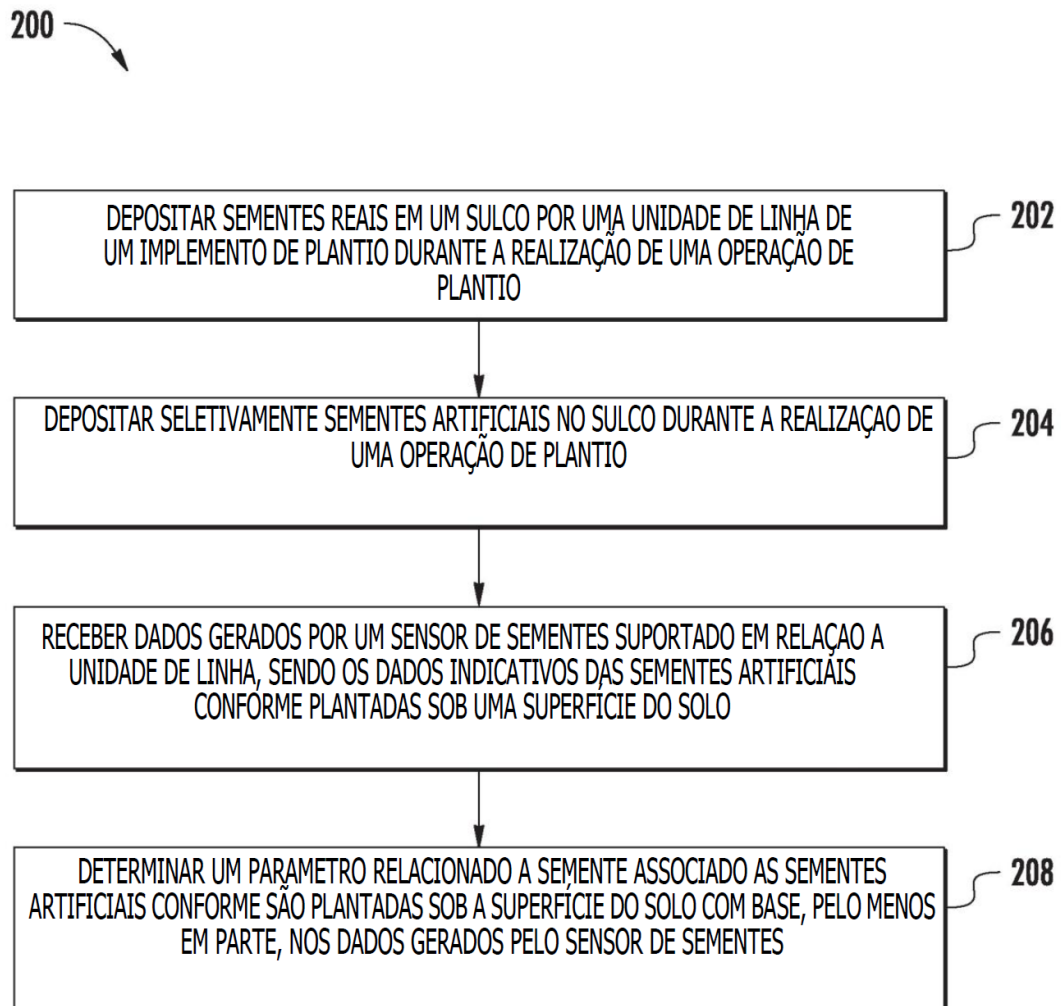 200
DEPOSITAR SEMENTES REAIS EM UM SULCO POR UMA UNIDADE DE LINHA DE
UM IMPLEMENTO DE PLANTIO DURANTE A REALIZAÇÃO DE UMA OPERAÇÃO DE
PLANTIO
202
DEPOSITAR SELETIVAMENTE SEMENTES ARTIFICIAIS NO SULCO DURANTE A REALIZAÇAO DE
UMA OPERAÇÃO DE PLANTIO
204
RECEBER DADOS GERADOS POR UM SENSOR DE SEMENTES SUPORTADO EM RELAÇAO A
UNIDADE DE LINHA, SENDO OS DADOS INDICATIVOS DAS SEMENTES ARTIFICIAIS
CONFORME PLANTADAS SOB UMA SUPERFÍCIE DO SOLO
206
DETERMINAR UM PARAMETRO RELACIONADO A SEMENTE ASSOCIADO AS SEMENTES
ARTIFICIAIS CONFORME SÃO PLANTADAS SOB A SUPERFÍCIE DO SOLO COM BASE, PELO MENOS
EM PARTE, NOS DADOS GERADOS PELO SENSOR DE SEMENTES
208